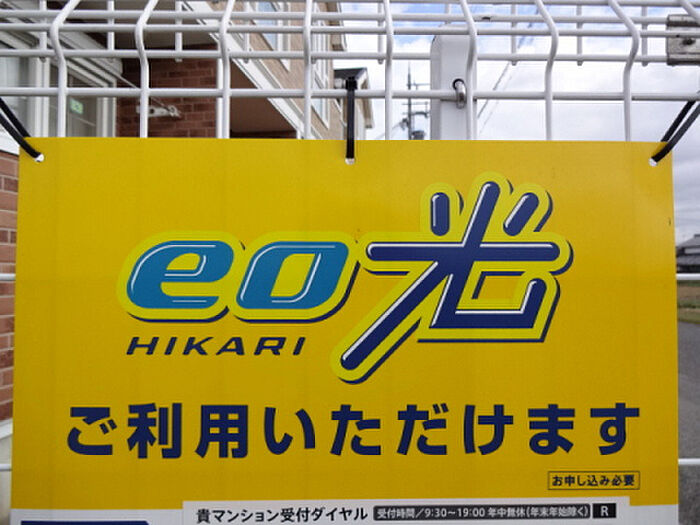 eo光
HIKARI
ご利用いただけます
お申し込み必要
貴マンション受付ダイヤル 受付時間/9:30～19:00 年中無休(年末年始除く) R